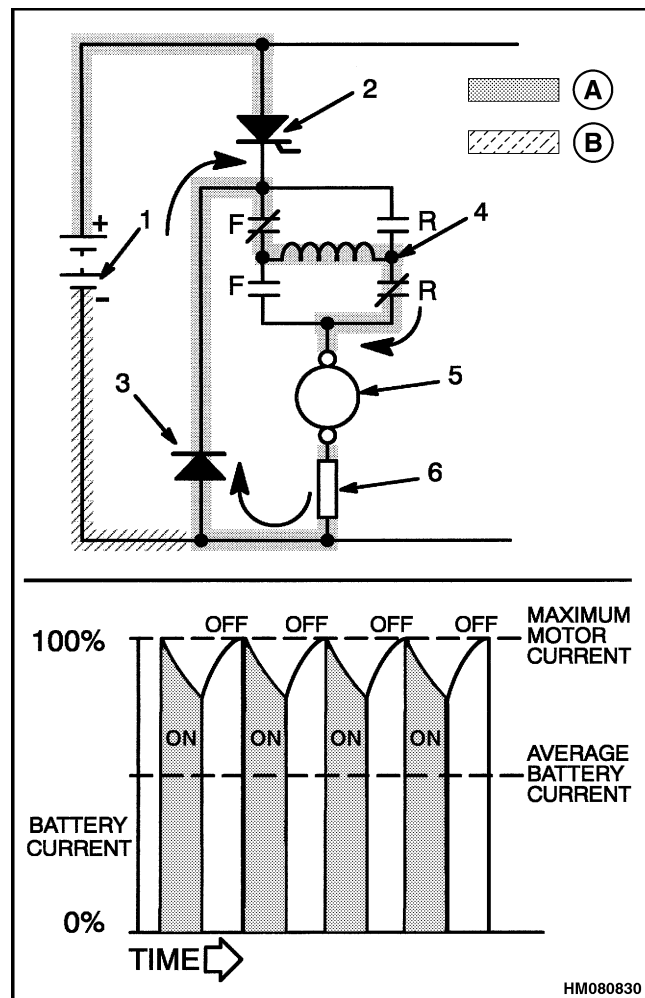 2
A
B
+
1
F
R
4
-
F
R
3
5
6
OFF OFF OFF OFF
100%
MAXIMUM
MOTOR
CURRENT
ON ON ON ON
AVERAGE
BATTERY
CURRENT
BATTERY
CURRENT
0%
TIME
HM080830